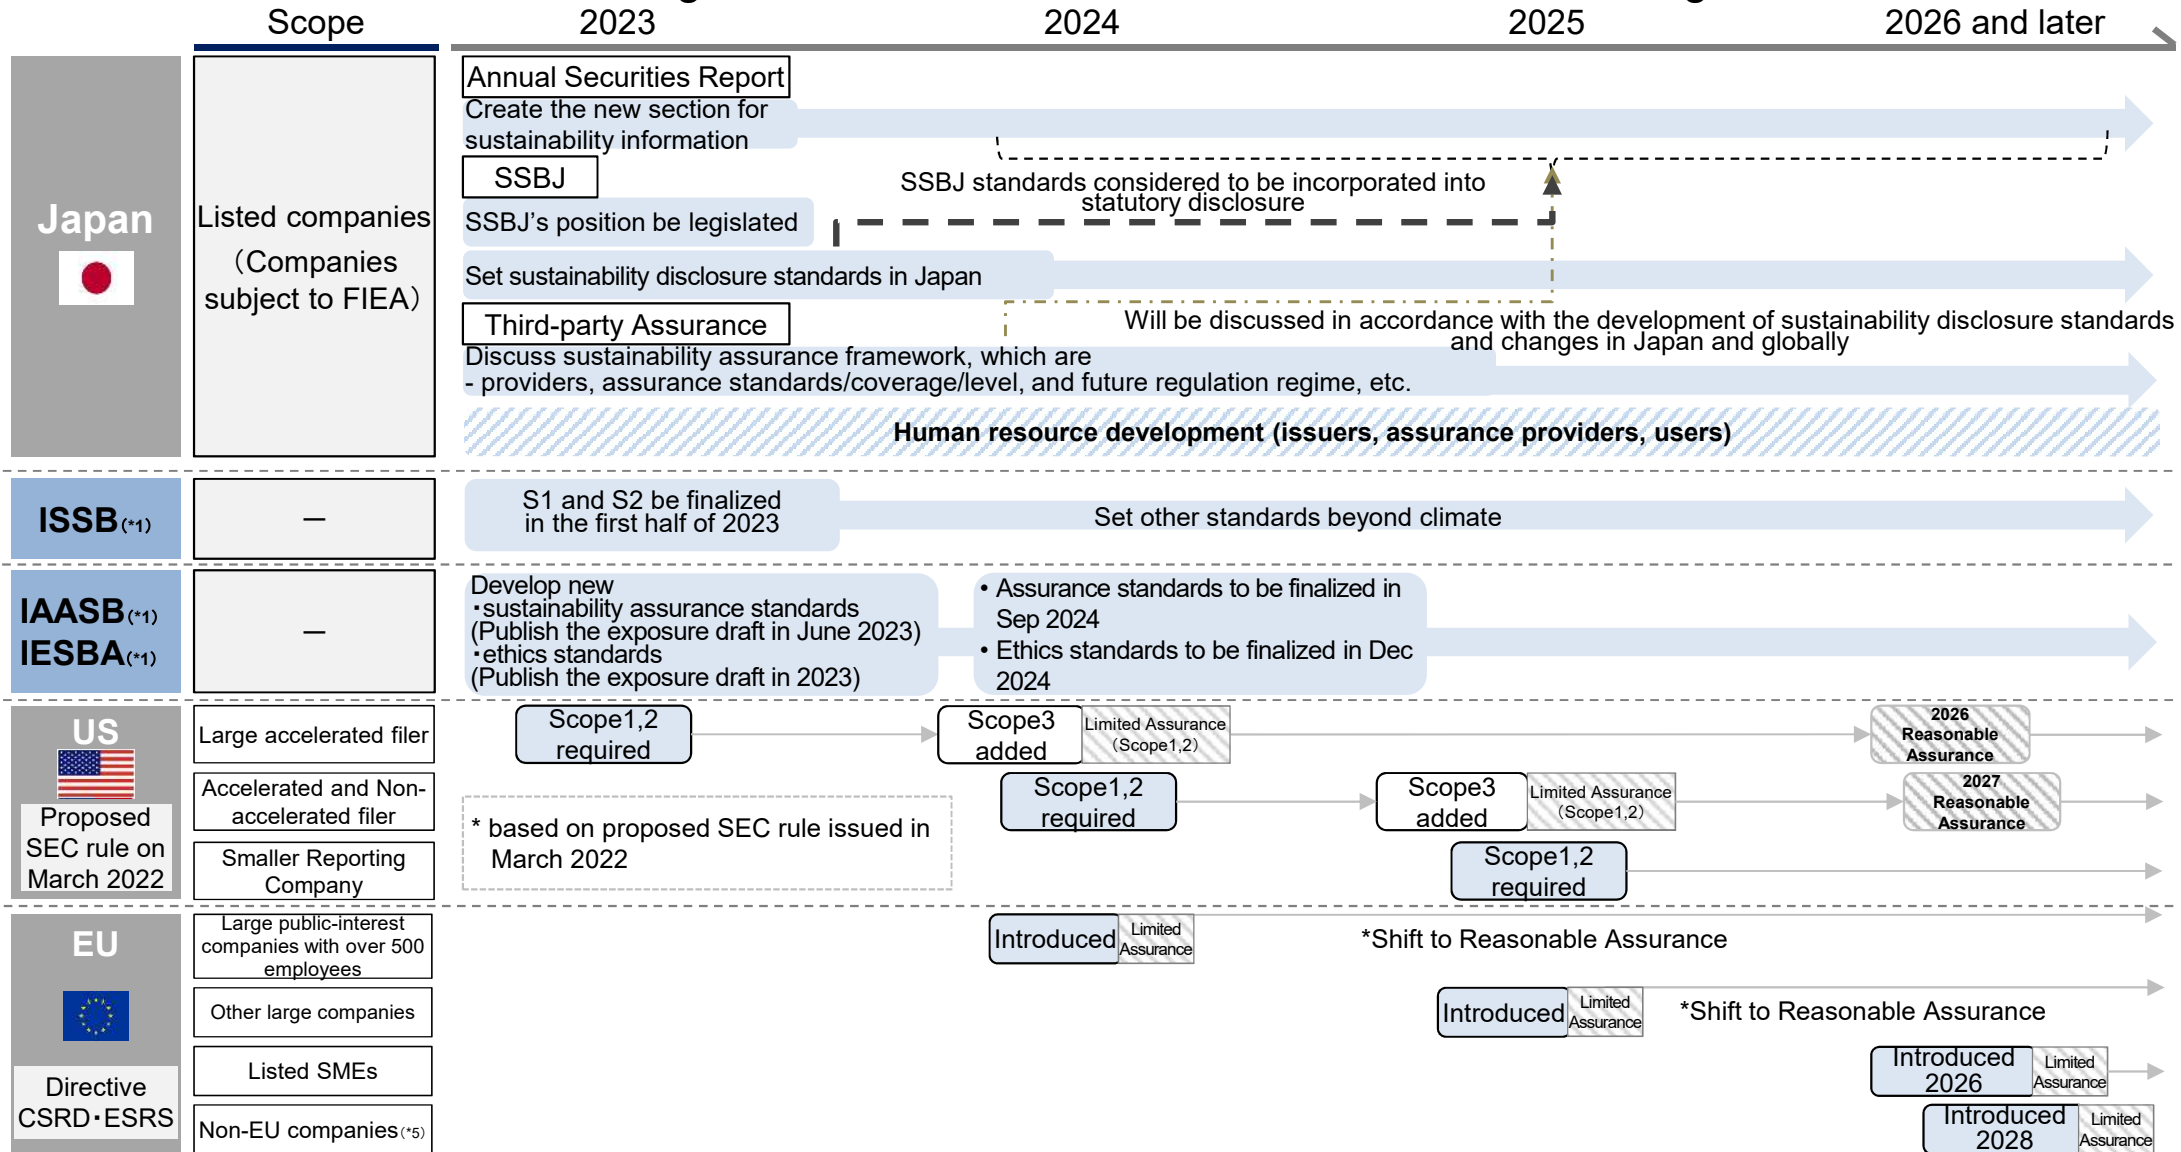 Scope
2023
2024
2025
2026 and later
Japan
Listed companies
（Companies
subject to FIEA）
Annual Securities Report
Create the new section for
sustainability information
SSBJ
SSBJ standards considered to be incorporated into
statutory disclosure
SSBJ's position be legislated
Set sustainability disclosure standards in Japan
Third-party Assurance
Will be discussed in accordance with the development of sustainability disclosure standards
and changes in Japan and globally
Discuss sustainability assurance framework, which are
- providers, assurance standards/coverage/level, and future regulation regime, etc.
Human resource development (issuers, assurance providers, users)
ISSB(*1)
—
S1 and S2 be finalized
in the first half of 2023
Set other standards beyond climate
IAASB(*1)
IESBA(*1)
—
Develop new
・sustainability assurance standards
(Publish the exposure draft in June 2023)
・ethics standards
(Publish the exposure draft in 2023)
• Assurance standards to be finalized in
Sep 2024
• Ethics standards to be finalized in Dec
2024
US
Proposed
SEC rule on
March 2022
Large accelerated filer
Scope1,2
required
Scope3
added
Limited Assurance
（Scope1,2）
2026
Reasonable
Assurance
Accelerated and Non-
accelerated filer
Scope1,2
required
Scope3
added
Limited Assurance
（Scope1,2）
2027
Reasonable
Assurance
* based on proposed SEC rule issued in
March 2022
Smaller Reporting
Company
Scope1,2
required
EU
Directive
CSRD・ESRS
Large public-interest
companies with over 500
employees
Introduced
Limited
Assurance
*Shift to Reasonable Assurance
Other large companies
Introduced
Limited
Assurance
*Shift to Reasonable Assurance
Listed SMEs
Introduced
2026
Limited
Assurance
Non-EU companies(*5)
Introduced
2028
Limited
Assurance